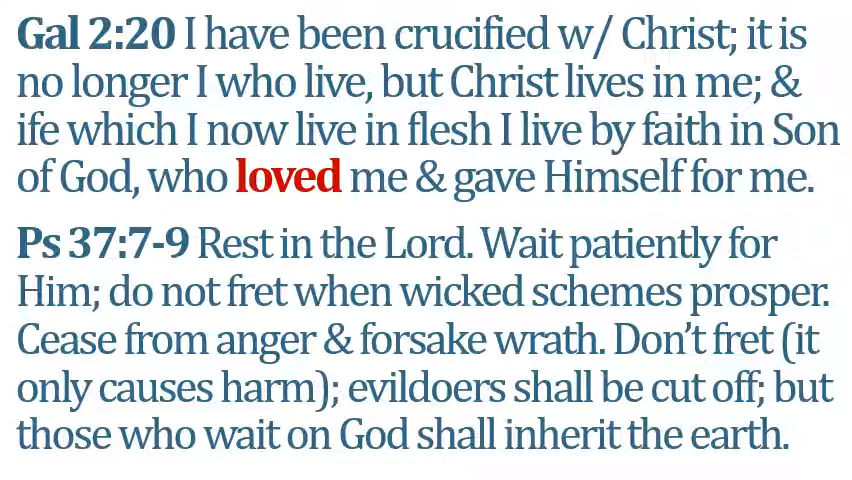 Gal 2:20 I have been crucified w/ Christ; it is
no longer I who live, but Christ lives in me; &
ife which I now live in flesh I live by faith in Son
of God, who loved me & gave Himself for me.
Ps 37:7-9 Rest in the Lord. Wait patiently for
Him; do not fret when wicked schemes prosper.
Cease from anger & forsake wrath. Don’t fret (it
only causes harm); evildoers shall be cut off; but
those who wait on God shall inherit the earth.